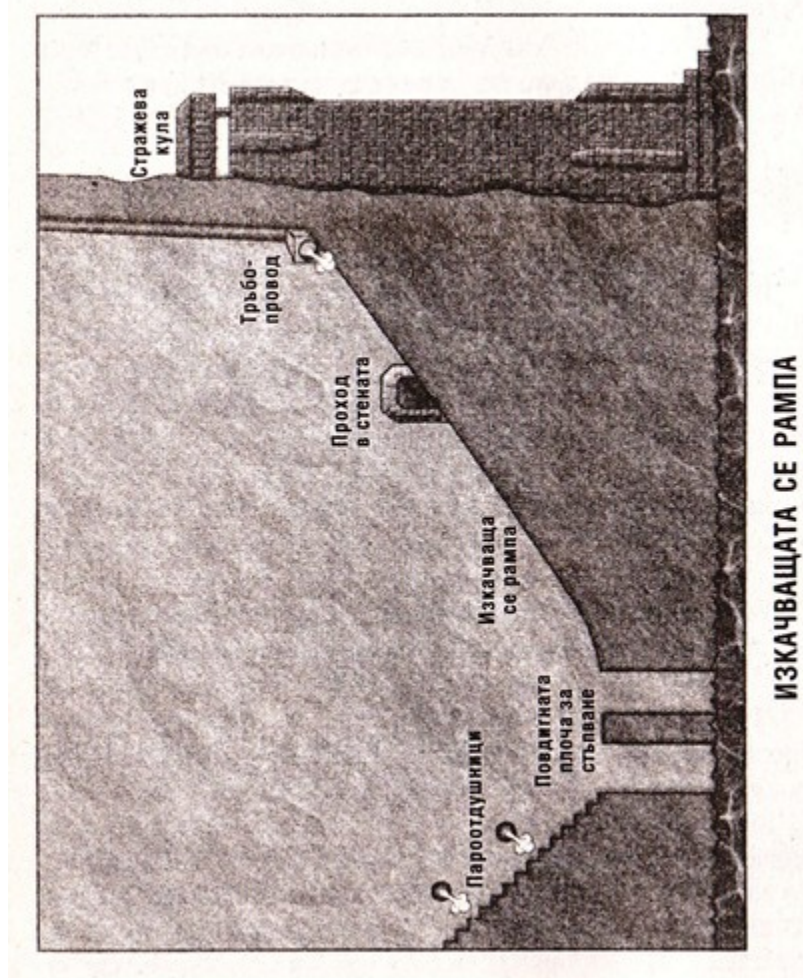 Пароотдушници
Повдигната
плоча за
стъпване
Изкачваща
се рампа
Проход
в стената
Тръбо-
провод
Стражева
кула
ИЗКАЧВАЩАТА СЕ РАМПА